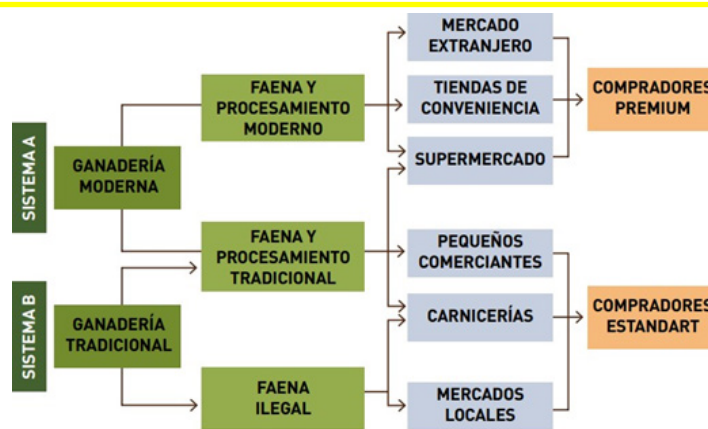 SISTEMA A
GANADERÍA
MODERNA
SISTEMA B
GANADERÍA
TRADICIONAL
FAENA Y
PROCESAMIENTO
MODERNO
FAENA Y
PROCESAMIENTO
TRADICIONAL
FAENA
ILEGAL
MERCADO
EXTRANJERO
TIENDAS DE
CONVENIENCIA
SUPERMERCADO
PEQUEÑOS
COMERCIANTES
CARNICERÍAS
MERCADOS
LOCALES
COMPRADORES
PREMIUM
COMPRADORES
ESTANDART